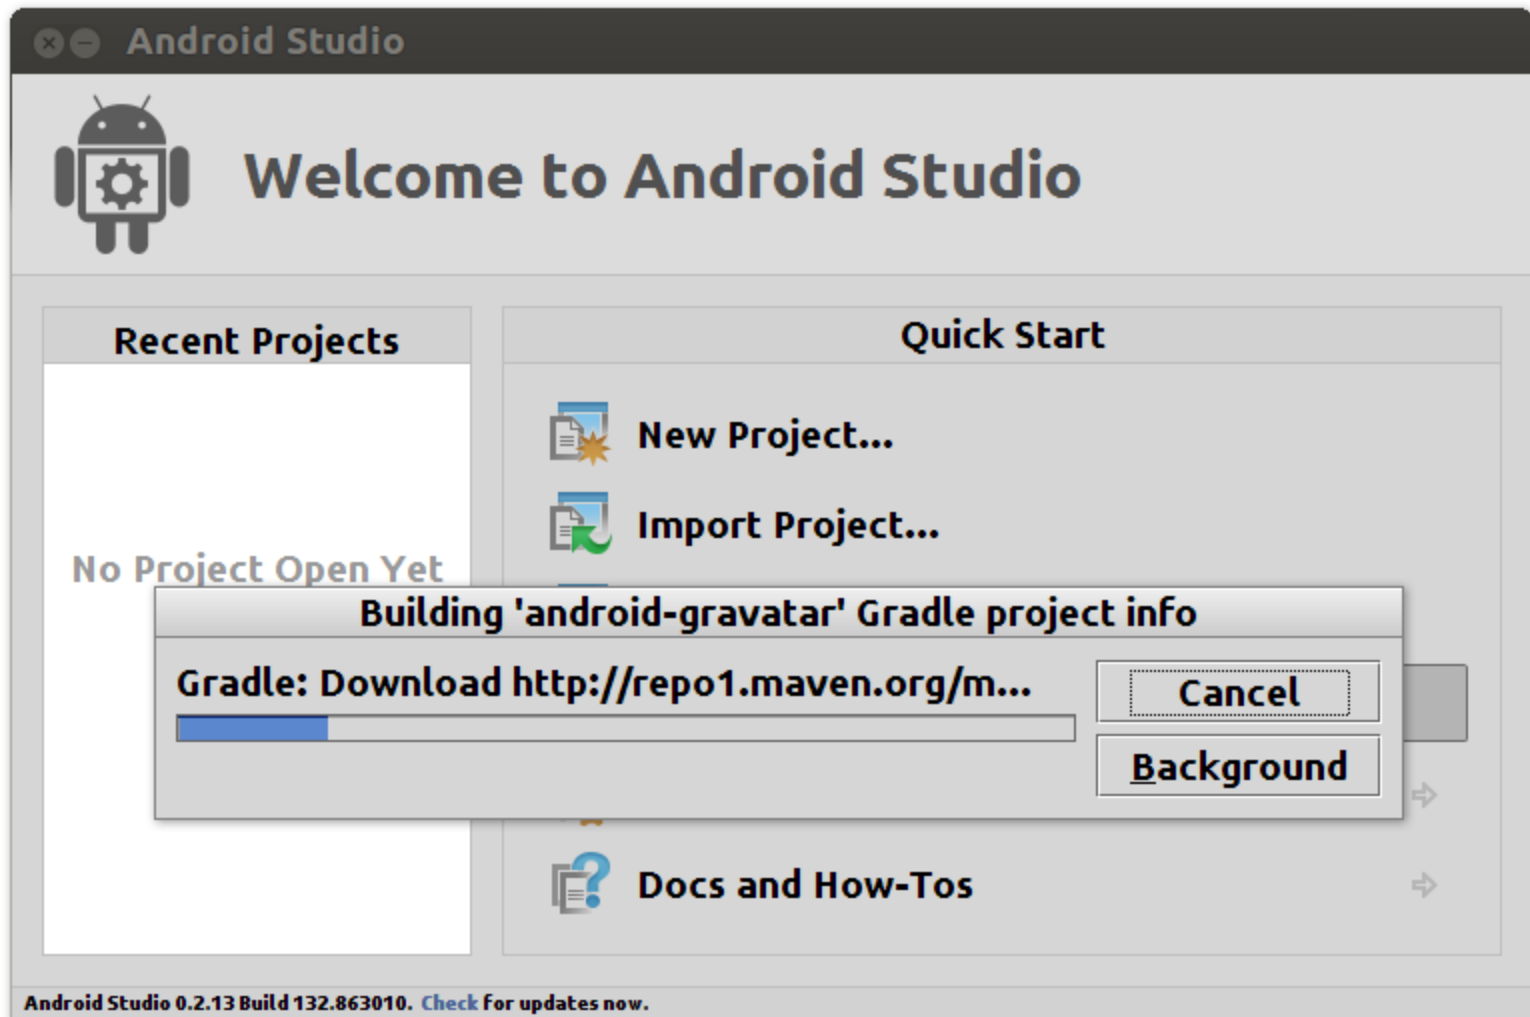 Android Studio
Welcome to Android Studio
Recent Projects
No Project Open Yet
Quick Start
New Project...
Import Project...
Building 'android-gravatar' Gradle project info
Gradle: Download http://repo1.maven.org/m...
Cancel
Background
Docs and How-Tos
Android Studio 0.2.13 Build 132.863010. Check for updates now.